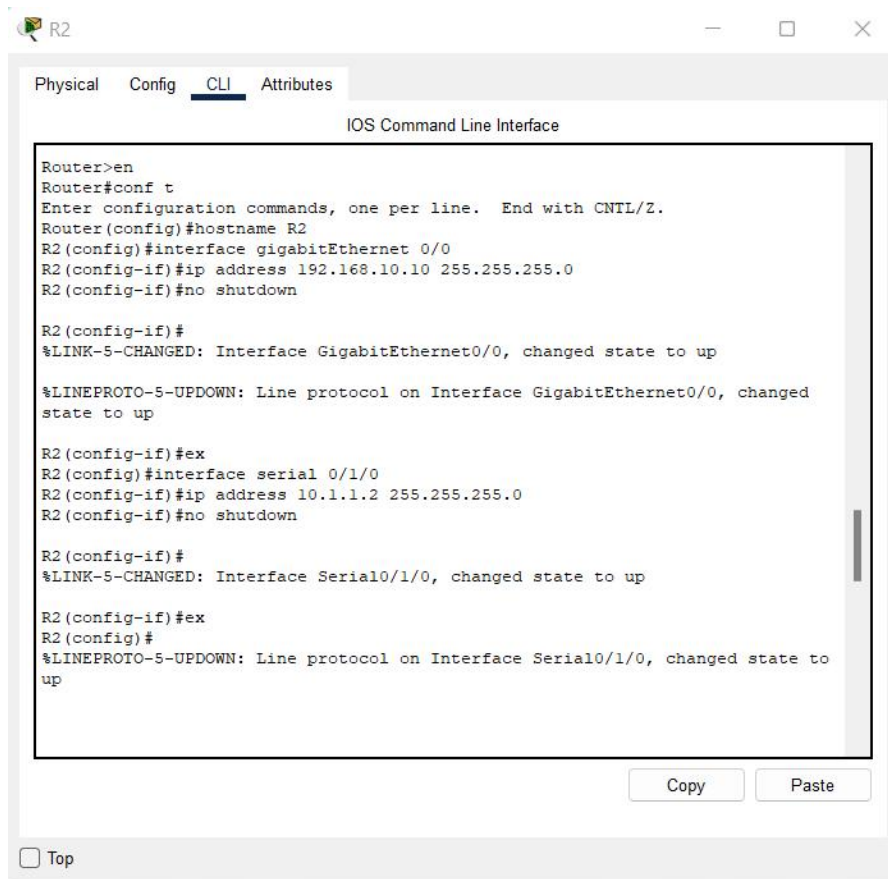 R2
Physical Config CLI Attributes
IOS Command Line Interface
Router>en
Router#conf t
Enter configuration commands, one per line. End with CNTL/Z.
Router(config)#hostname R2
R2(config)#interface gigabitEthernet 0/0
R2(config-if)#ip address 192.168.10.10 255.255.255.0
R2(config-if)#no shutdown
R2(config-if)#
%LINK-5-CHANGED: Interface GigabitEthernet0/0, changed state to up
%LINEPROTO-5-UPDOWN: Line protocol on Interface GigabitEthernet0/0, changed
state to up
R2(config-if)#ex
R2(config)#interface serial 0/1/0
R2(config-if)#ip address 10.1.1.2 255.255.255.0
R2(config-if)#no shutdown
R2(config-if)#
%LINK-5-CHANGED: Interface Serial0/1/0, changed state to up
R2(config-if)#ex
R2(config)#
%LINEPROTO-5-UPDOWN: Line protocol on Interface Serial0/1/0, changed state to
up
Copy Paste
Top